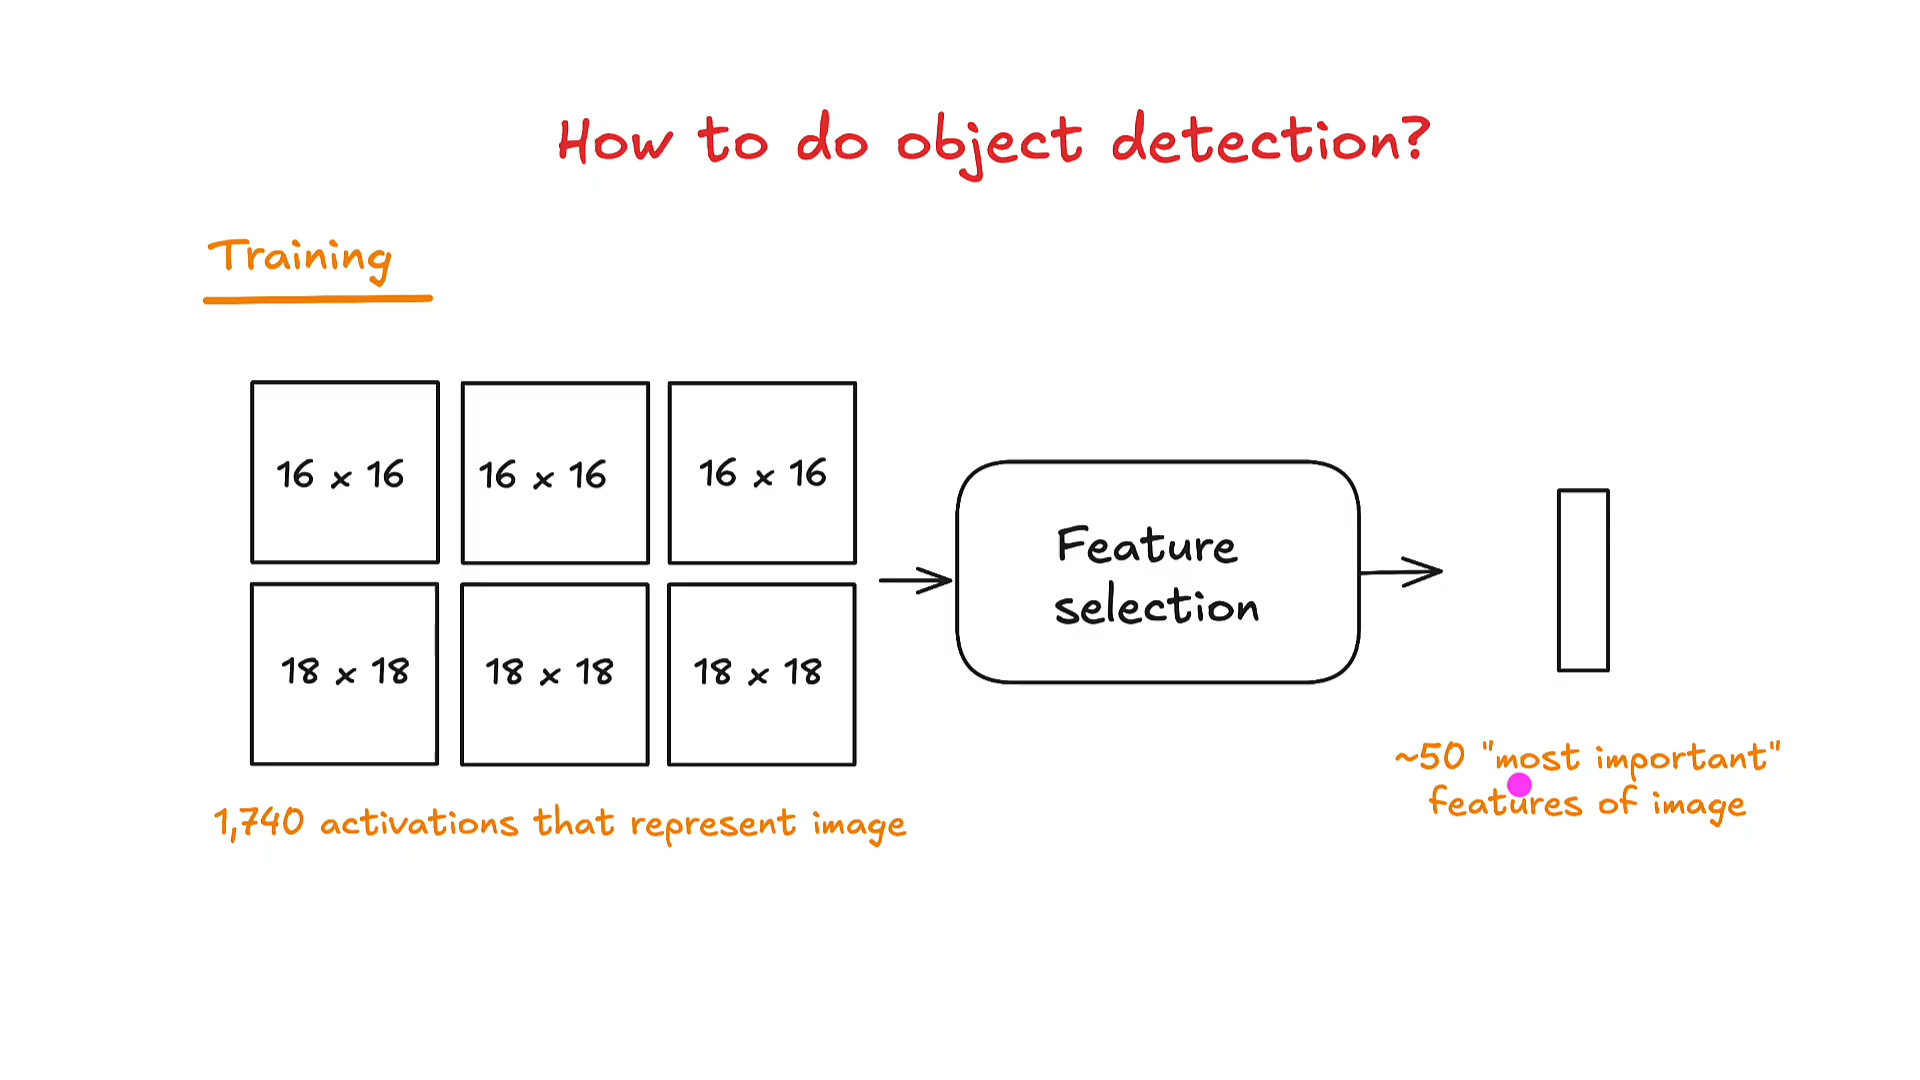 How to do object detection?
Training
16 x 16
16 x 16
16 x 16
18 x 18
18 x 18
18 x 18
Feature
selection
~50 "most important"
features of image
1,740 activations that represent image